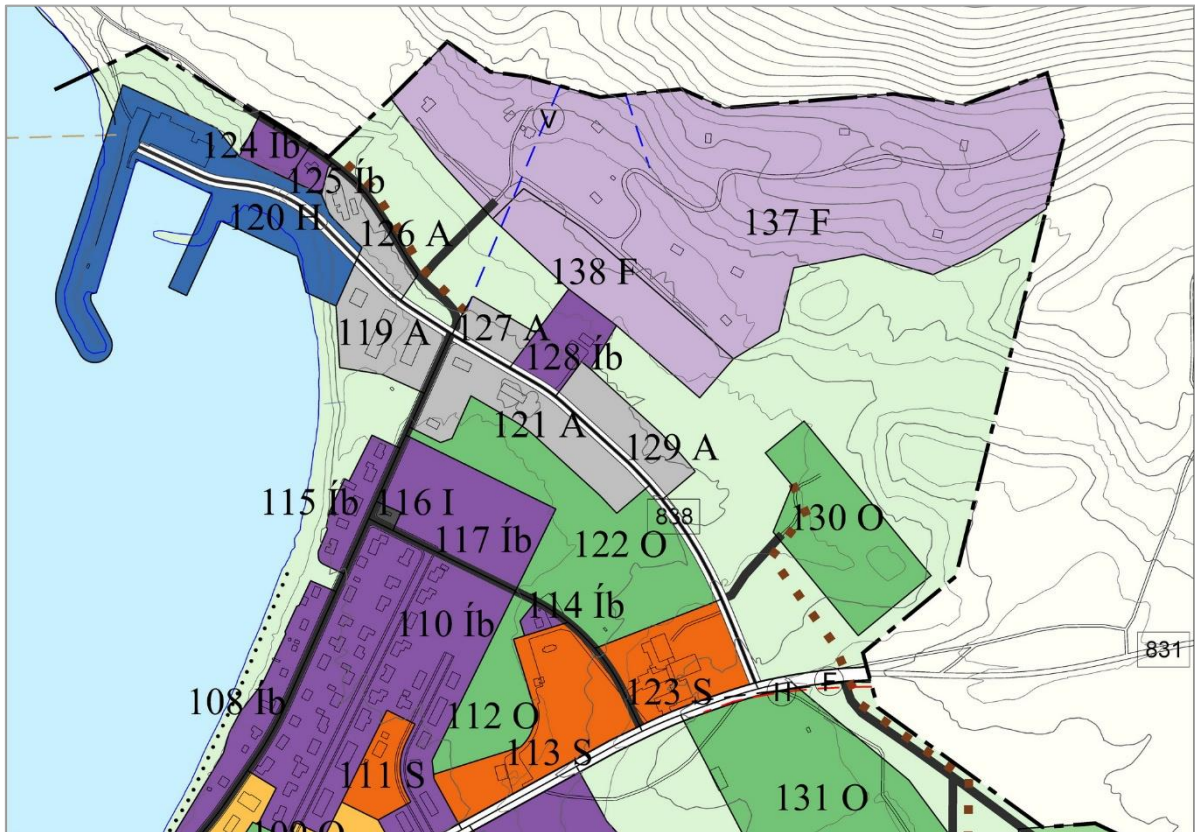 V
124 Íb
125 Íb
120 H
126 A
137 F
138 F
119 A
127 A
128 Íb
121 A
129 A
115 Íb
116 I
838
130 O
117 Íb
122 O
114 Íb
110 Íb
831
108 Íb
123 S
H
F
112 O
113 S
111 S
131 O
109 O